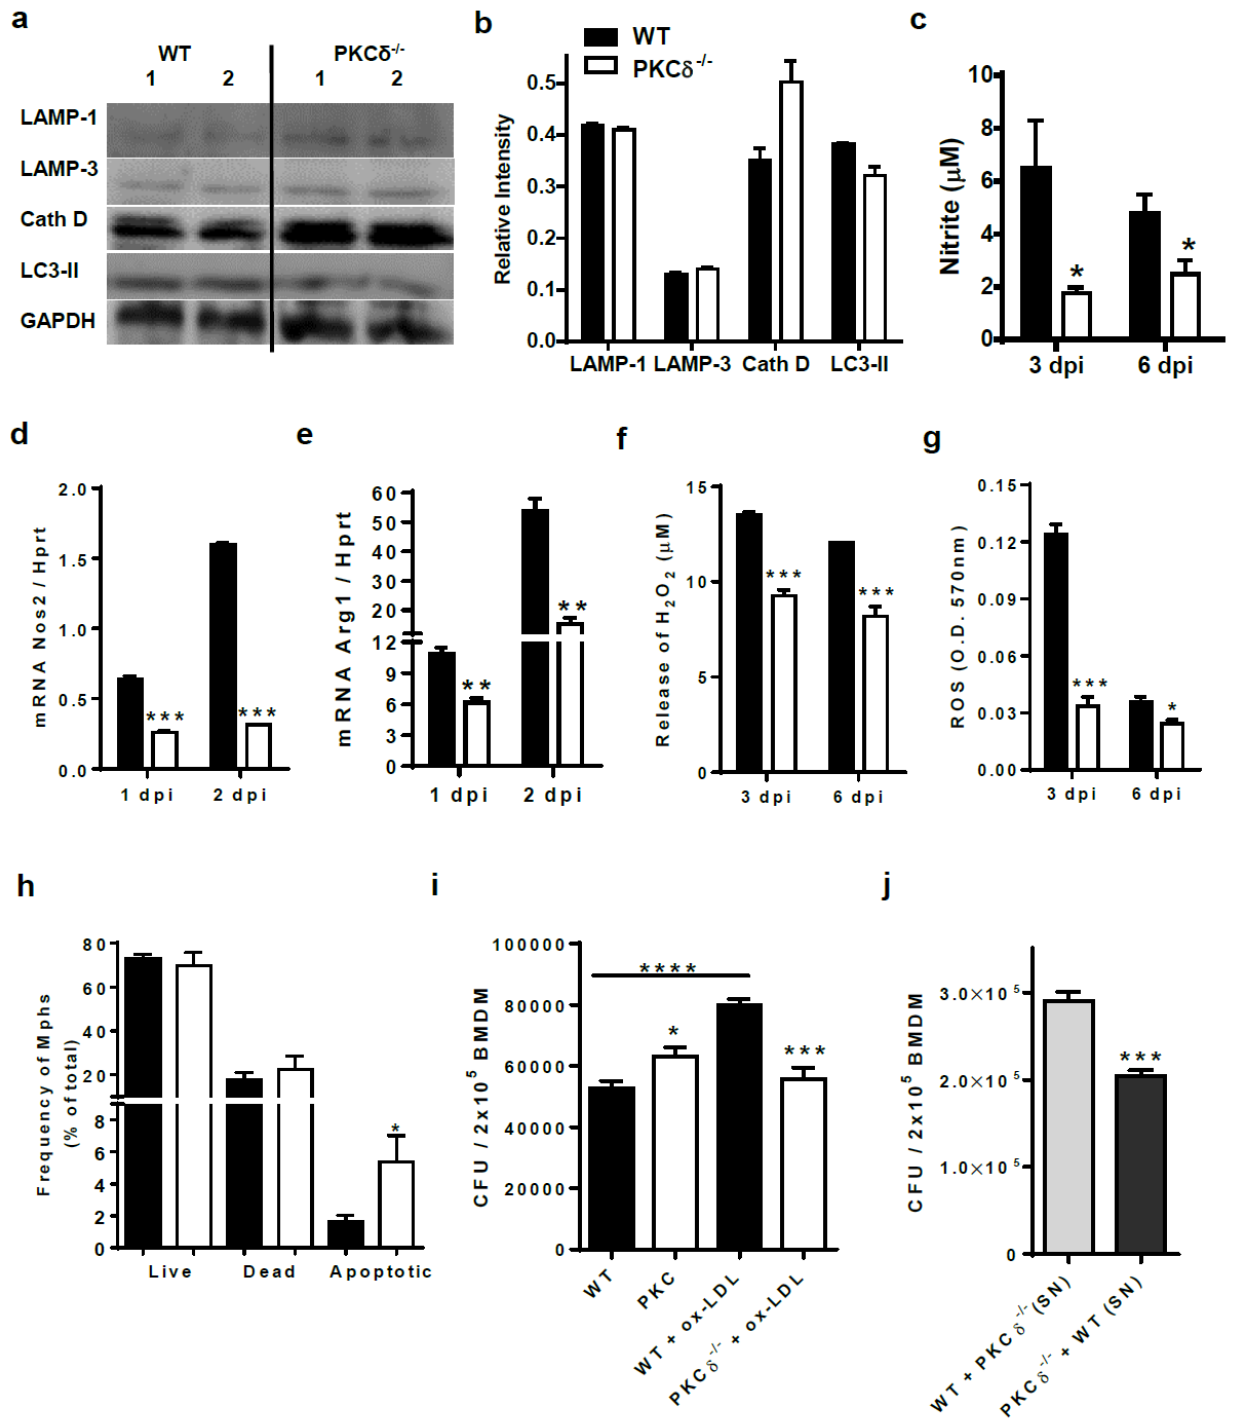 a
WT PKCδ-/-
1 2 1 2
LAMP-1
LAMP-3
Cath D
LC3-II
GAPDH
b
WT
PKCδ-/-
Relative Intensity
0.5
0.4
0.3
0.2
0.1
0.0
LAMP-1 LAMP-3 Cath D LC3-II
c
Nitrite (µM)
10
8
6
4
2
0
*
*
3 dpi 6 dpi
d
mRNA Nos2 / Hprt
2.0
1.5
1.0
0.5
0.0
***
***
1 dpi 2 dpi
e
mRNA Arg1 / Hprt
60
50
40
30
20
12
9
6
3
0
**
**
1 dpi 2 dpi
f
Release of H2O2 (µM)
15
10
5
0
***
***
3 dpi 6 dpi
g
ROS (O.D. 570nm)
0.15
0.12
0.09
0.06
0.03
0.00
***
*
3 dpi 6 dpi
h
Frequency of Mphs
(% of total)
80
60
40
20
8
6
4
2
0
*
Live Dead Apoptotic
i
CFU / 2x10^5 BMDM
100000
80000
60000
40000
20000
0
****
*
***
WT
PKC
WT + ox-LDL
PKCδ-/- + ox-LDL
j
CFU / 2x10^5 BMDM
3.0×10^5
2.0×10^5
1.0×10^5
0
***
WT + PKCδ-/- (SN)
PKCδ-/- + WT (SN)